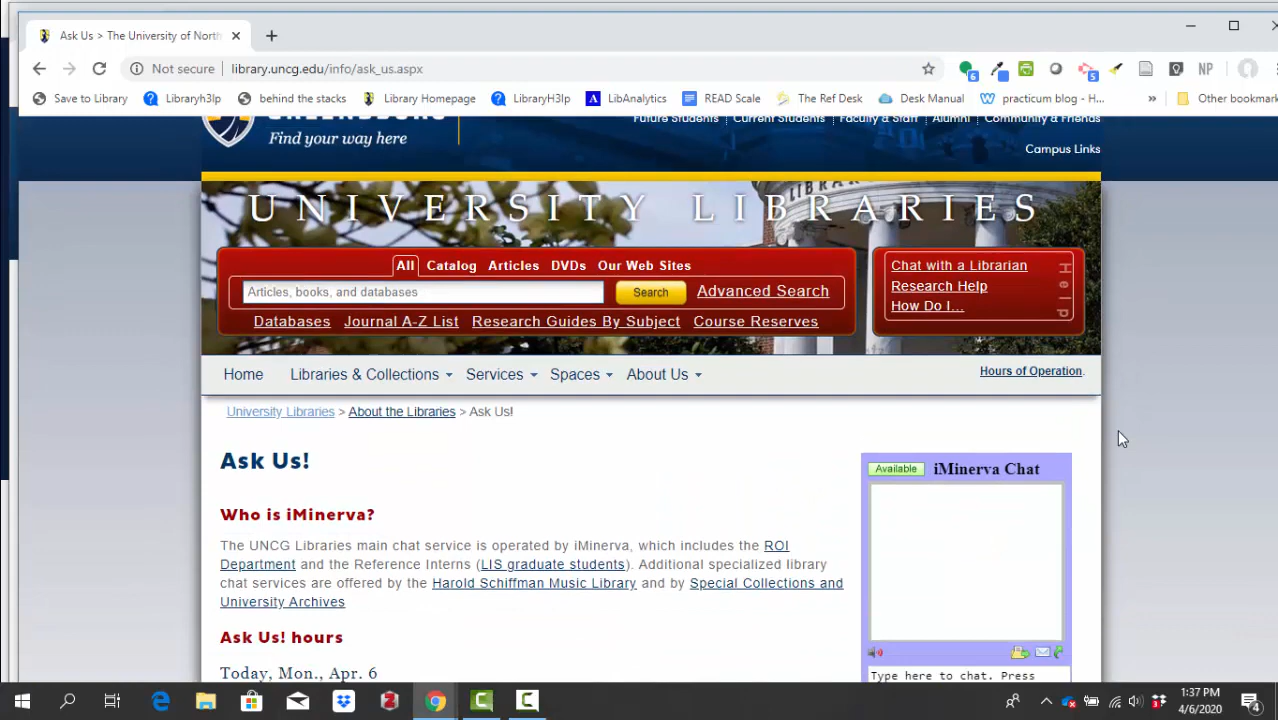 Ask Us > The University of North
Not secure library.uncg.edu/info/ask_us.aspx
6 5 NP
Save to Library Libraryh3lp behind the stacks Library Homepage LibraryH3lp LibAnalytics READ Scale The Ref Desk Desk Manual practicum blog - H... » Other bookmark
Find your way here
Future Students Current Students Faculty & Staff Alumni Community & Friends
Campus Links
UNIVERSITY LIBRARIES
All Catalog Articles DVDs Our Web Sites
Articles, books, and databases Search Advanced Search
Databases Journal A-Z List Research Guides By Subject Course Reserves
Chat with a Librarian
Research Help
How Do I...
Help
Home Libraries & Collections Services Spaces About Us
Hours of Operation.
University Libraries > About the Libraries > Ask Us!
Ask Us!
Who is iMinerva?
The UNCG Libraries main chat service is operated by iMinerva, which includes the ROI
Department and the Reference Interns (LIS graduate students). Additional specialized library
chat services are offered by the Harold Schiffman Music Library and by Special Collections and
University Archives
Ask Us! hours
Today, Mon., Apr. 6
Available iMinerva Chat
Type here to chat. Press
1:37 PM
4/6/2020
4